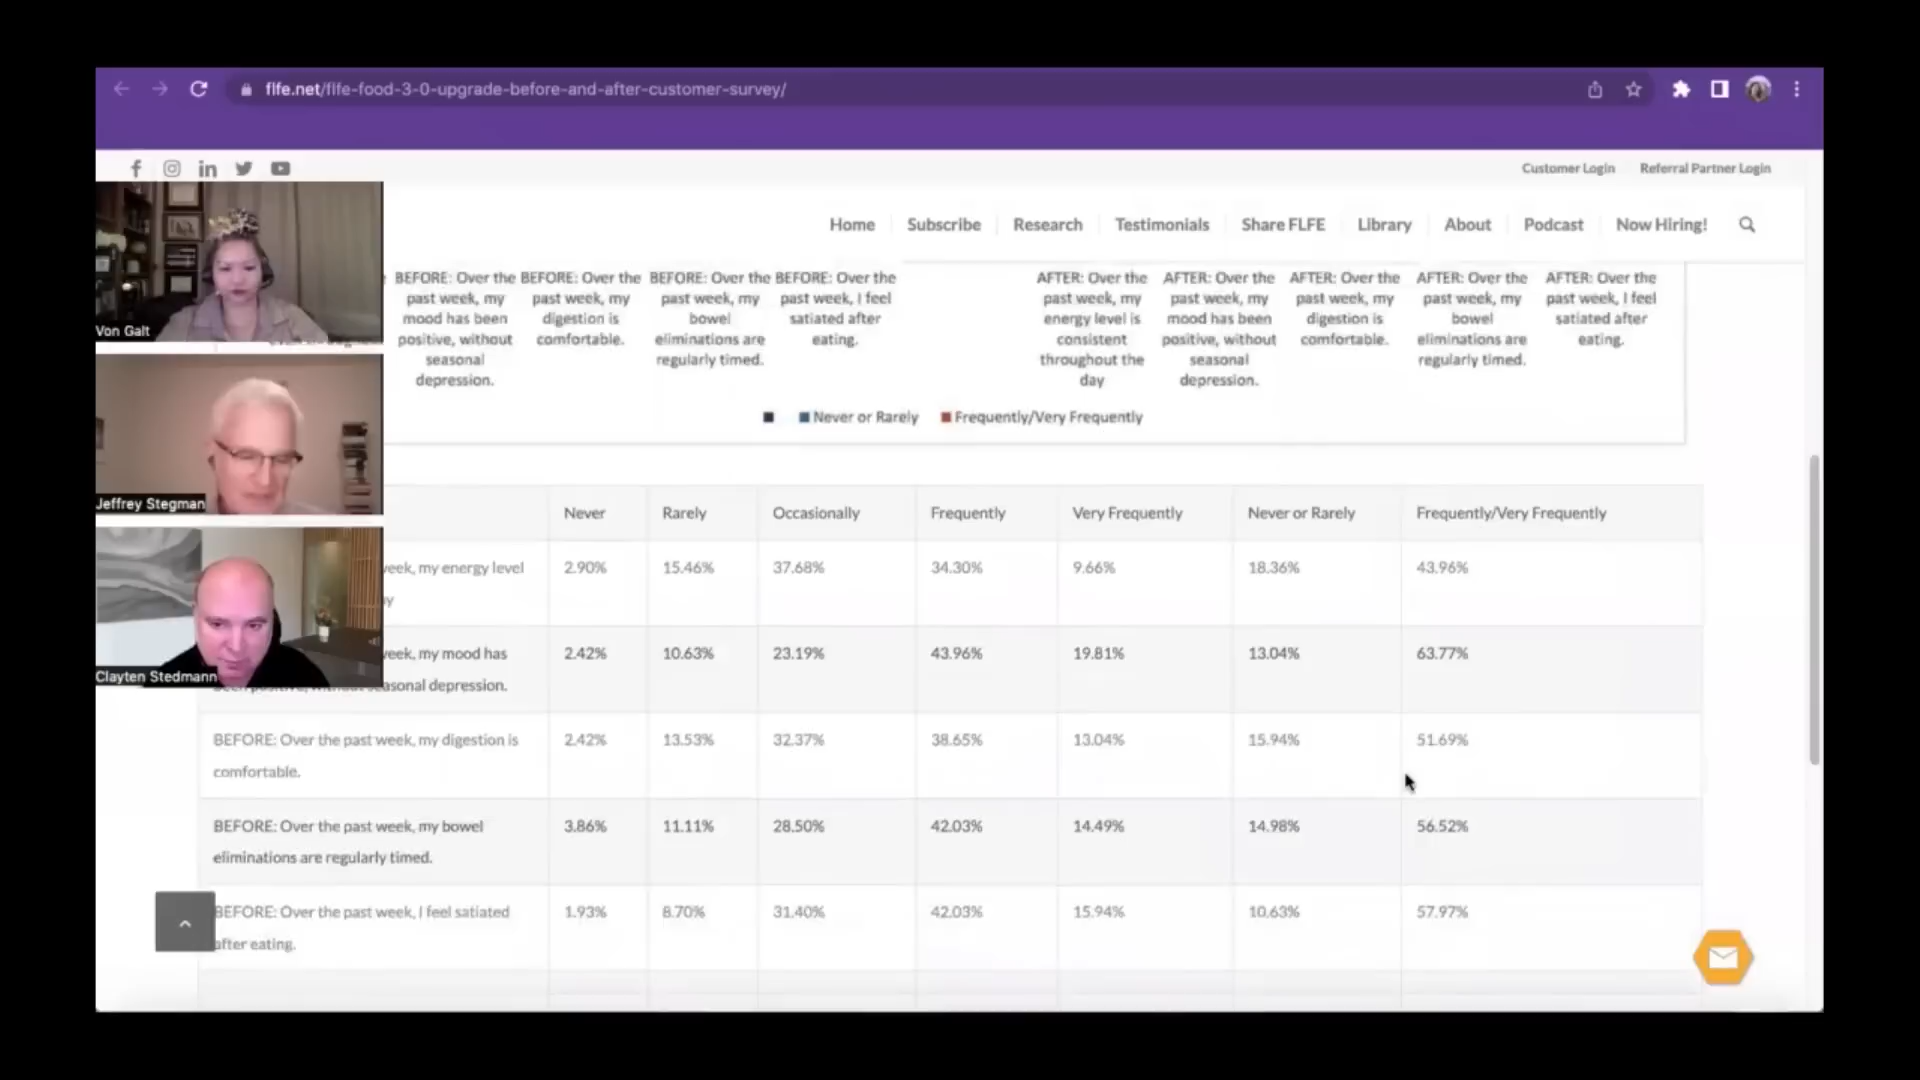 flfe.net/flfe-food-3-0-upgrade-before-and-after-customer-survey/
Customer Login Referral Partner Login
Home Subscribe Research Testimonials Share FLFE Library About Podcast Now Hiring!
BEFORE: Over the past week, my mood has been positive, without seasonal depression.
BEFORE: Over the past week, my digestion is comfortable.
BEFORE: Over the past week, my bowel eliminations are regularly timed.
BEFORE: Over the past week, I feel satiated after eating.
AFTER: Over the past week, my energy level is consistent throughout the day
AFTER: Over the past week, my mood has been positive, without seasonal depression.
AFTER: Over the past week, my digestion is comfortable.
AFTER: Over the past week, my bowel eliminations are regularly timed.
AFTER: Over the past week, I feel satiated after eating.
Never or Rarely Frequently/Very Frequently
Von Galt
Jeffrey Stegman
Clayten Stedmann
Never Rarely Occasionally Frequently Very Frequently Never or Rarely Frequently/Very Frequently
week, my energy level 2.90% 15.46% 37.68% 34.30% 9.66% 18.36% 43.96%
week, my mood has 2.42% 10.63% 23.19% 43.96% 19.81% 13.04% 63.77%
seasonal depression.
BEFORE: Over the past week, my digestion is 2.42% 13.53% 32.37% 38.65% 13.04% 15.94% 51.69%
comfortable.
BEFORE: Over the past week, my bowel 3.86% 11.11% 28.50% 42.03% 14.49% 14.98% 56.52%
eliminations are regularly timed.
BEFORE: Over the past week, I feel satiated 1.93% 8.70% 31.40% 42.03% 15.94% 10.63% 57.97%
after eating.